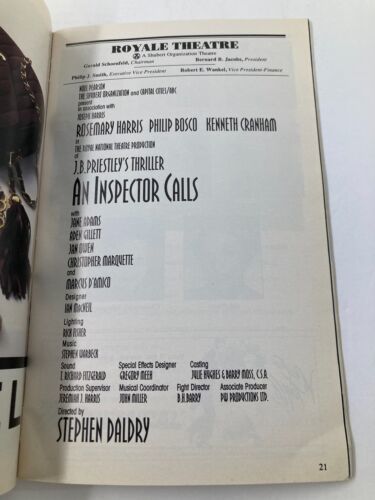 ROYALE THEATRE
A Shubert Organization Theatre
Gerald Schoenfeld, Chairman Bernard B. Jacobs, President
Philip J. Smith, Executive Vice President Robert E. Wankel, Vice President-Finance
NOEL PEARSON
THE SHUBERT ORGANIZATION and CAPITAL CITIES/ABC
present
in association with
JOSEPH HARRIS
ROSEMARY HARRIS PHILIP BOSCO KENNETH CRANHAM
in
THE ROYAL NATIONAL THEATRE PRODUCTION
of
J.B. PRIESTLEY'S THRILLER
AN INSPECTOR CALLS
with
JANE ADAMS
ADEN GILLETT
JAN OWEN
CHRISTOPHER MARQUETTE
and
MARCUS D'AMICO
Designer
IAN MACNEIL
Lighting
RICK FISHER
Music
STEPHEN WARBECK
Sound Special Effects Designer Casting
T. RICHARD FITZGERALD GREGORY MEEH JULIE HUGHES & BARRY MOSS, C.S.A.
Production Supervisor Musical Coordinator Fight Director Associate Producer
JEREMIAH J. HARRIS JOHN MILLER B.H. BARRY PW PRODUCTIONS LTD.
Directed by
STEPHEN DALDRY
21
EL